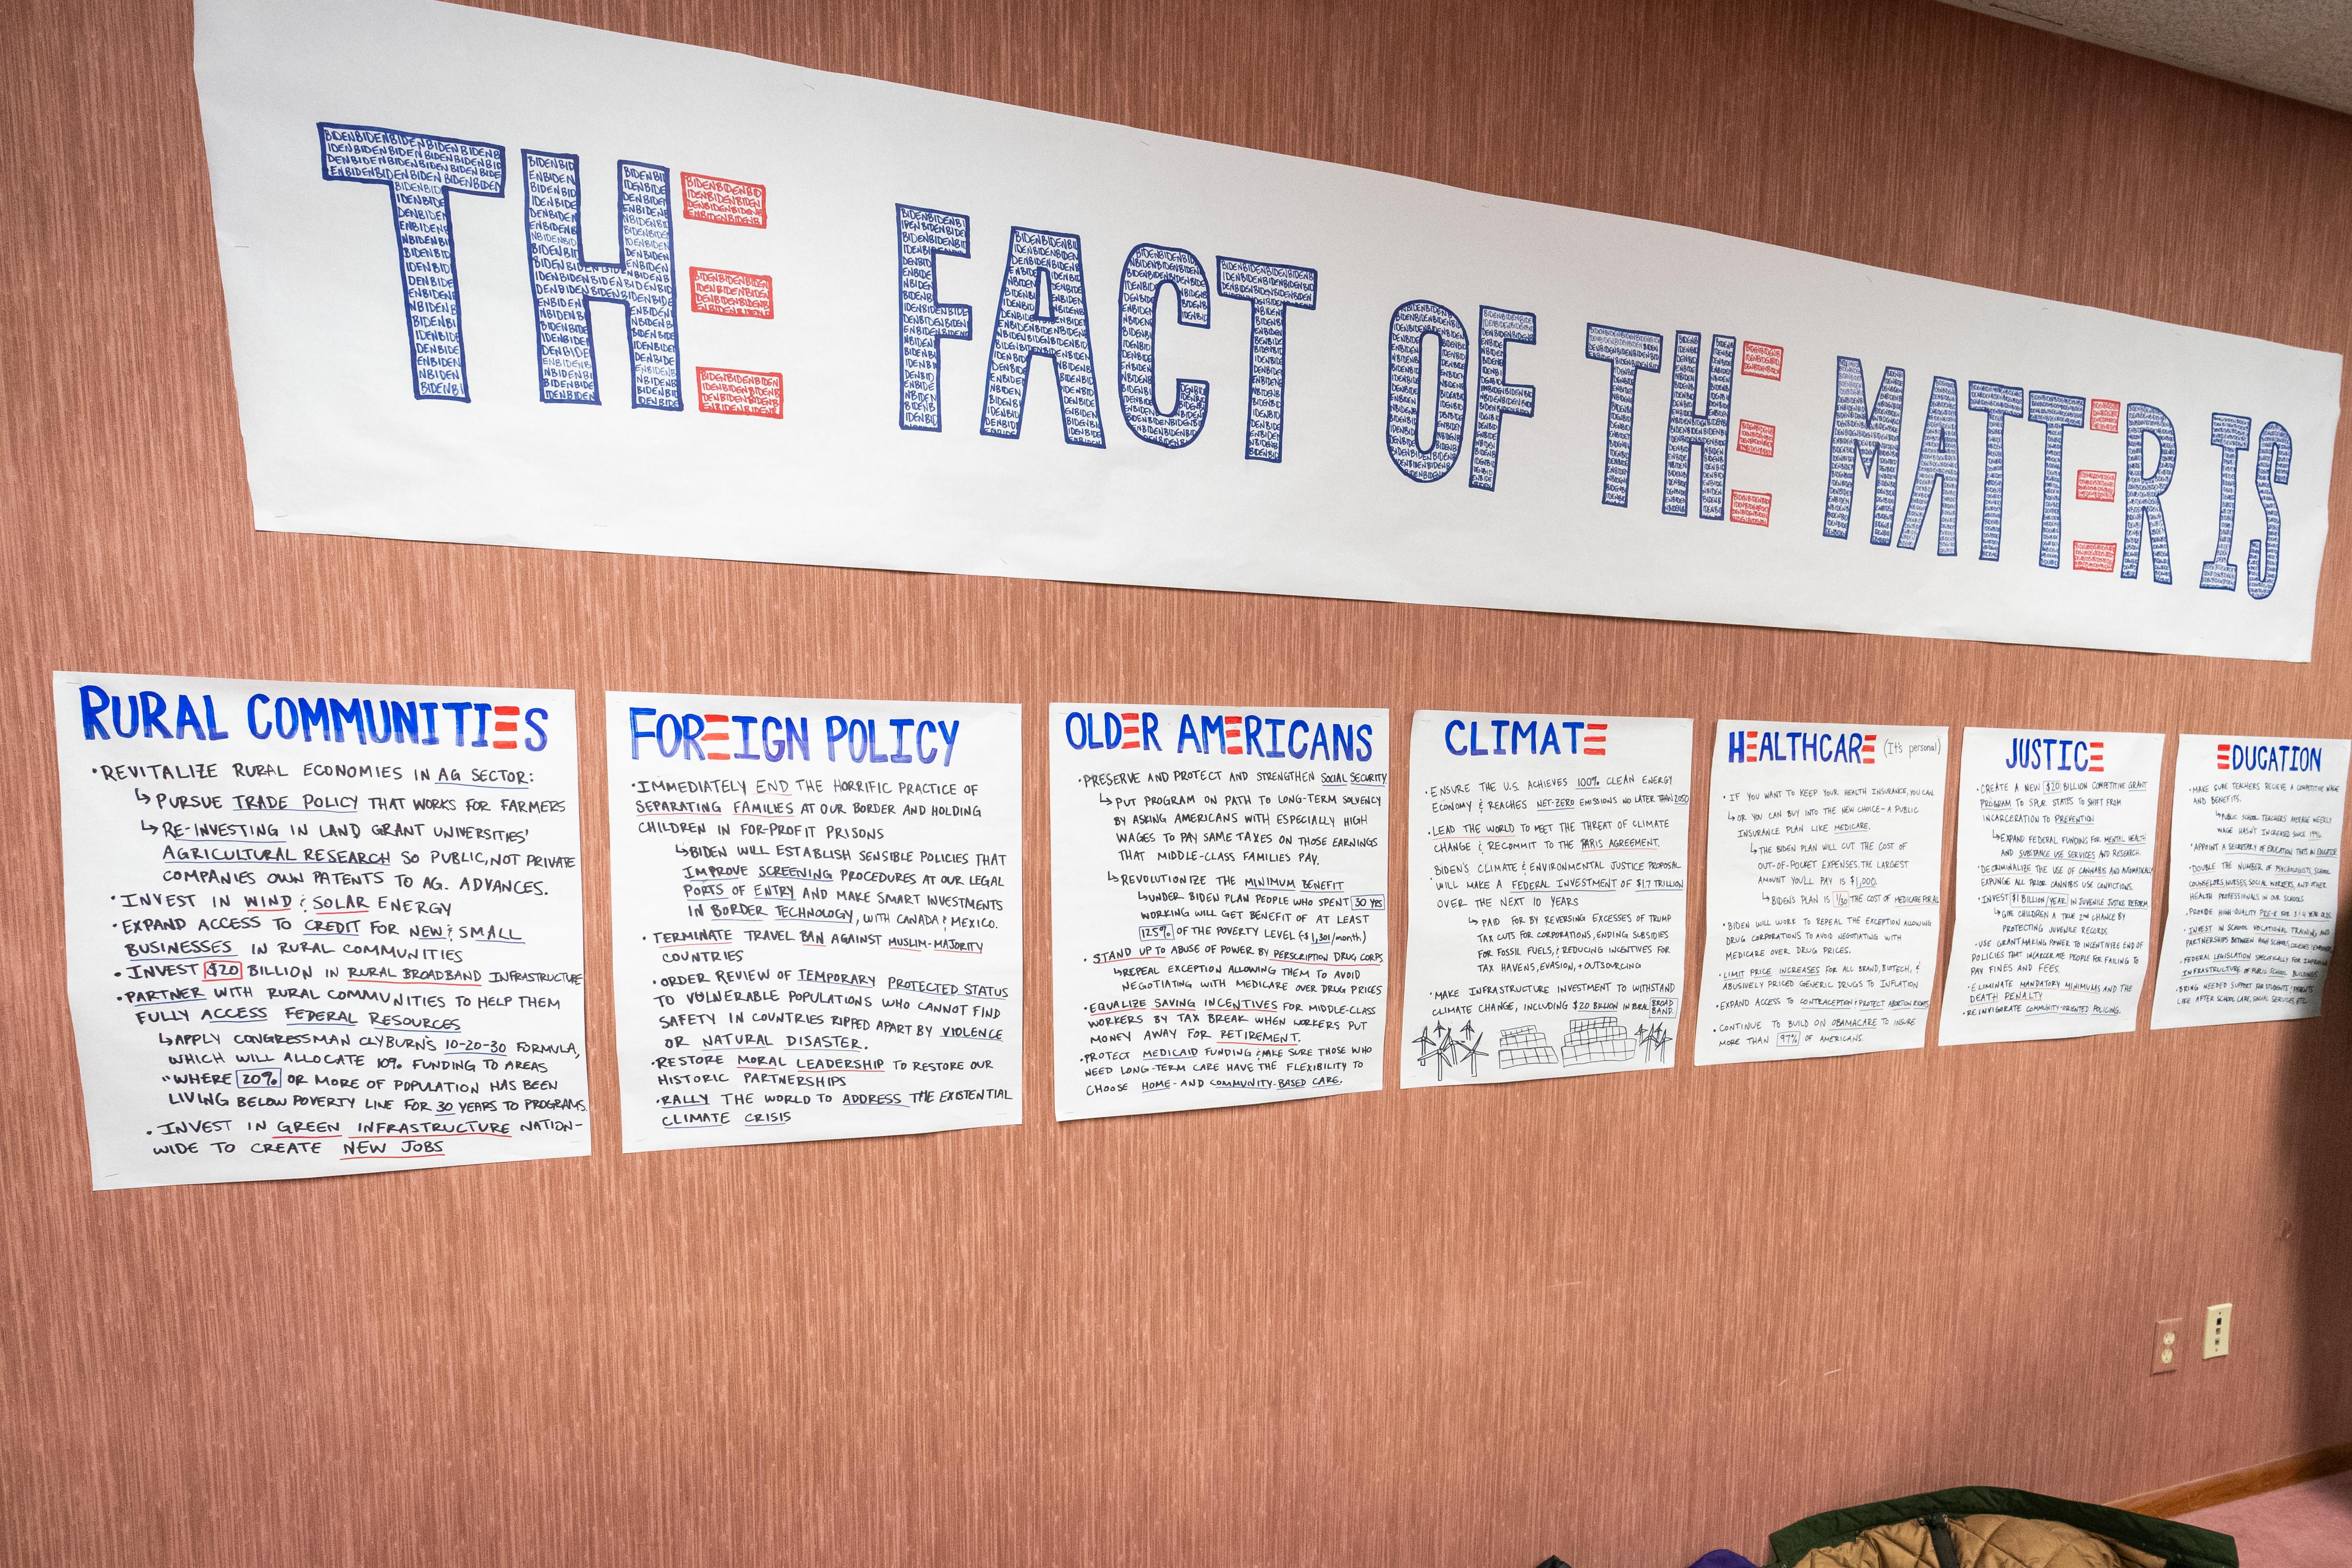 THE FACT OF THE MATTER IS
RURAL COMMUNITIES
• REVITALIZE RURAL ECONOMIES IN AG SECTOR:
↳ PURSUE TRADE POLICY THAT WORKS FOR FARMERS
↳ RE-INVESTING IN LAND GRANT UNIVERSITIES'
AGRICULTURAL RESEARCH SO PUBLIC, NOT PRIVATE
COMPANIES OWN PATENTS TO AG. ADVANCES.
• INVEST IN WIND & SOLAR ENERGY
• EXPAND ACCESS TO CREDIT FOR NEW & SMALL
BUSINESSES IN RURAL COMMUNITIES
• INVEST $20 BILLION IN RURAL BROADBAND INFRASTRUCTURE
• PARTNER WITH RURAL COMMUNITIES TO HELP THEM
FULLY ACCESS FEDERAL RESOURCES
↳ APPLY CONGRESSMAN CLYBURN'S 10-20-30 FORMULA,
WHICH WILL ALLOCATE 10% FUNDING TO AREAS
"WHERE 20% OR MORE OF POPULATION HAS BEEN
LIVING BELOW POVERTY LINE FOR 30 YEARS TO PROGRAMS.
• INVEST IN GREEN INFRASTRUCTURE NATION-
WIDE TO CREATE NEW JOBS
FOREIGN POLICY
• IMMEDIATELY END THE HORRIFIC PRACTICE OF
SEPARATING FAMILIES AT OUR BORDER AND HOLDING
CHILDREN IN FOR-PROFIT PRISONS
↳ BIDEN WILL ESTABLISH SENSIBLE POLICIES THAT
IMPROVE SCREENING PROCEDURES AT OUR LEGAL
PORTS OF ENTRY AND MAKE SMART INVESTMENTS
IN BORDER TECHNOLOGY, WITH CANADA & MEXICO.
• TERMINATE TRAVEL BAN AGAINST MUSLIM-MAJORITY
COUNTRIES
• ORDER REVIEW OF TEMPORARY PROTECTED STATUS
TO VULNERABLE POPULATIONS WHO CANNOT FIND
SAFETY IN COUNTRIES RIPPED APART BY VIOLENCE
OR NATURAL DISASTER.
• RESTORE MORAL LEADERSHIP TO RESTORE OUR
HISTORIC PARTNERSHIPS
• RALLY THE WORLD TO ADDRESS THE EXISTENTIAL
CLIMATE CRISIS
OLDER AMERICANS
• PRESERVE AND PROTECT AND STRENGTHEN SOCIAL SECURITY
↳ PUT PROGRAM ON PATH TO LONG-TERM SOLVENCY
BY ASKING AMERICANS WITH ESPECIALLY HIGH
WAGES TO PAY SAME TAXES ON THOSE EARNINGS
THAT MIDDLE-CLASS FAMILIES PAY.
↳ REVOLUTIONIZE THE MINIMUM BENEFIT
↳ UNDER BIDEN PLAN PEOPLE WHO SPENT 30 YRS
WORKING WILL GET BENEFIT OF AT LEAST
125% OF THE POVERTY LEVEL (~$1,301/month)
• STAND UP TO ABUSE OF POWER BY PERSCRIPTION DRUG CORPS
↳ REPEAL EXCEPTION ALLOWING THEM TO AVOID
NEGOTIATING WITH MEDICARE OVER DRUG PRICES
• EQUALIZE SAVING INCENTIVES FOR MIDDLE-CLASS
WORKERS BY TAX BREAK WHEN WORKERS PUT
MONEY AWAY FOR RETIREMENT.
• PROTECT MEDICAID FUNDING & MAKE SURE THOSE WHO
NEED LONG-TERM CARE HAVE THE FLEXIBILITY TO
CHOOSE HOME- AND COMMUNITY-BASED CARE.
CLIMATE
• ENSURE THE U.S. ACHIEVES 100% CLEAN ENERGY
ECONOMY & REACHES NET-ZERO EMISSIONS NO LATER THAN 2050
• LEAD THE WORLD TO MEET THE THREAT OF CLIMATE
CHANGE & RECOMMIT TO THE PARIS AGREEMENT.
• BIDEN'S CLIMATE & ENVIRONMENTAL JUSTICE PROPOSAL
WILL MAKE A FEDERAL INVESTMENT OF $1.7 TRILLION
OVER THE NEXT 10 YEARS
↳ PAID FOR BY REVERSING EXCESSES OF TRUMP
TAX CUTS FOR CORPORATIONS, ENDING SUBSIDIES
FOR FOSSIL FUELS, & REDUCING INCENTIVES FOR
TAX HAVENS, EVASION, + OUTSOURCING
• MAKE INFRASTRUCTURE INVESTMENT TO WITHSTAND
CLIMATE CHANGE, INCLUDING $20 BILLION IN RURAL BROAD
BAND.
HEALTHCARE (It's personal)
• IF YOU WANT TO KEEP YOUR HEALTH INSURANCE, YOU CAN
↳ OR YOU CAN BUY INTO THE NEW CHOICE - A PUBLIC
INSURANCE PLAN LIKE MEDICARE.
↳ THE BIDEN PLAN WILL CUT THE COST OF
OUT-OF-POCKET EXPENSES. THE LARGEST
AMOUNT YOU'LL PAY IS $1,000.
↳ BIDEN'S PLAN IS 1/30 THE COST OF MEDICARE FOR ALL
• BIDEN WILL WORK TO REPEAL THE EXCEPTION ALLOWING
DRUG CORPORATIONS TO AVOID NEGOTIATING WITH
MEDICARE OVER DRUG PRICES.
• LIMIT PRICE INCREASES FOR ALL BRAND, BIOTECH, &
ABUSIVELY PRICED GENERIC DRUGS TO INFLATION
• EXPAND ACCESS TO CONTRACEPTION & PROTECT ABORTION RIGHTS
• CONTINUE TO BUILD ON OBAMACARE TO INSURE
MORE THAN 97% OF AMERICANS.
JUSTICE
• CREATE A NEW $20 BILLION COMPETITIVE GRANT
PROGRAM TO SPUR STATES TO SHIFT FROM
INCARCERATION TO PREVENTION
↳ EXPAND FEDERAL FUNDING FOR MENTAL HEALTH
AND SUBSTANCE USE SERVICES AND RESEARCH.
• DECRIMINALIZE THE USE OF CANNABIS AND AUTOMATICALLY
EXPUNGE ALL PRIOR CANNIBIS USE CONVICTIONS.
• INVEST $1 BILLION/YEAR IN JUVENILE JUSTICE REFORM
↳ GIVE CHILDREN A TRUE 2nd CHANCE BY
PROTECTING JUVENILE RECORDS.
• USE GRANT MAKING POWER TO INCENTIVIZE END OF
POLICIES THAT INCARCERATE PEOPLE FOR FAILING TO
PAY FINES AND FEES.
• ELIMINATE MANDATORY MINIMUMS AND THE
DEATH PENALTY
• REINVIGORATE COMMUNITY-ORIENTED POLICING.
EDUCATION
• MAKE SURE TEACHERS RECIEVE A COMPETITIVE WAGE
AND BENEFITS.
↳ PUBLIC SCHOOL TEACHERS AVERAGE WEEKLY
WAGE HASN'T INCREASED SINCE 1996.
• APPOINT A SECRETARY OF EDUCATION THAT IS AN EDUCATOR
• DOUBLE THE NUMBER OF PSYCHOLOGISTS, SCHOOL
COUNSELORS, NURSES, SOCIAL WORKERS, AND OTHER
HEALTH PROFESSIONALS IN OUR SCHOOLS.
• PROVIDE HIGH-QUALITY PRE-K FOR 3 & 4 YEAR OLDS.
• INVEST IN SCHOOL VOCATIONAL TRAINING AND
PARTNERSHIPS BETWEEN HIGH SCHOOLS,
• FEDERAL LEGISLATION SPECIFICALLY FOR IMPROVING
INFRASTRUCTURE OF PUBLIC SCHOOL BUILDINGS
• BRING NEEDED SUPPORT FOR STUDENTS & PARENTS
LIKE AFTER SCHOOL CARE, SOCIAL SERVICES, ETC.